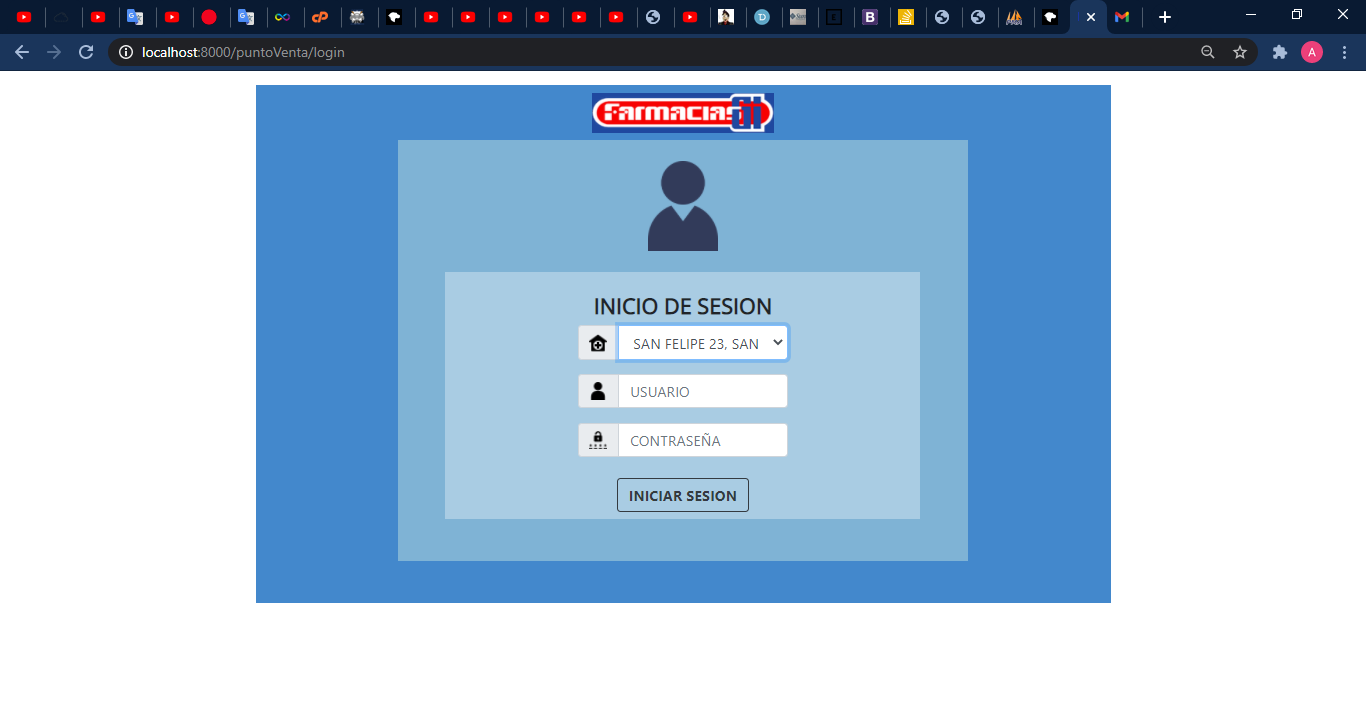 localhost:8000/puntoVenta/login
A
Farmacias
INICIO DE SESION
SAN FELIPE 23, SAN
USUARIO
CONTRASEÑA
INICIAR SESION